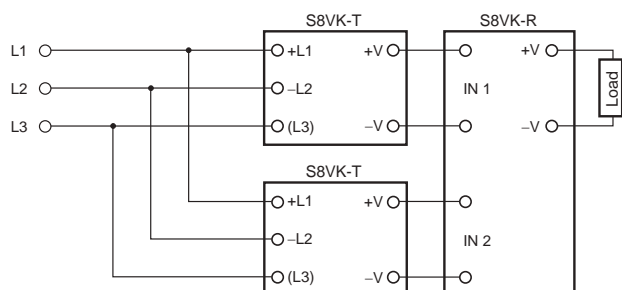 S8VK-T
S8VK-R
L1
+L1
+V
+V
L2
–L2
IN 1
Load
L3
(L3)
–V
–V
S8VK-T
+L1
+V
–L2
IN 2
(L3)
–V